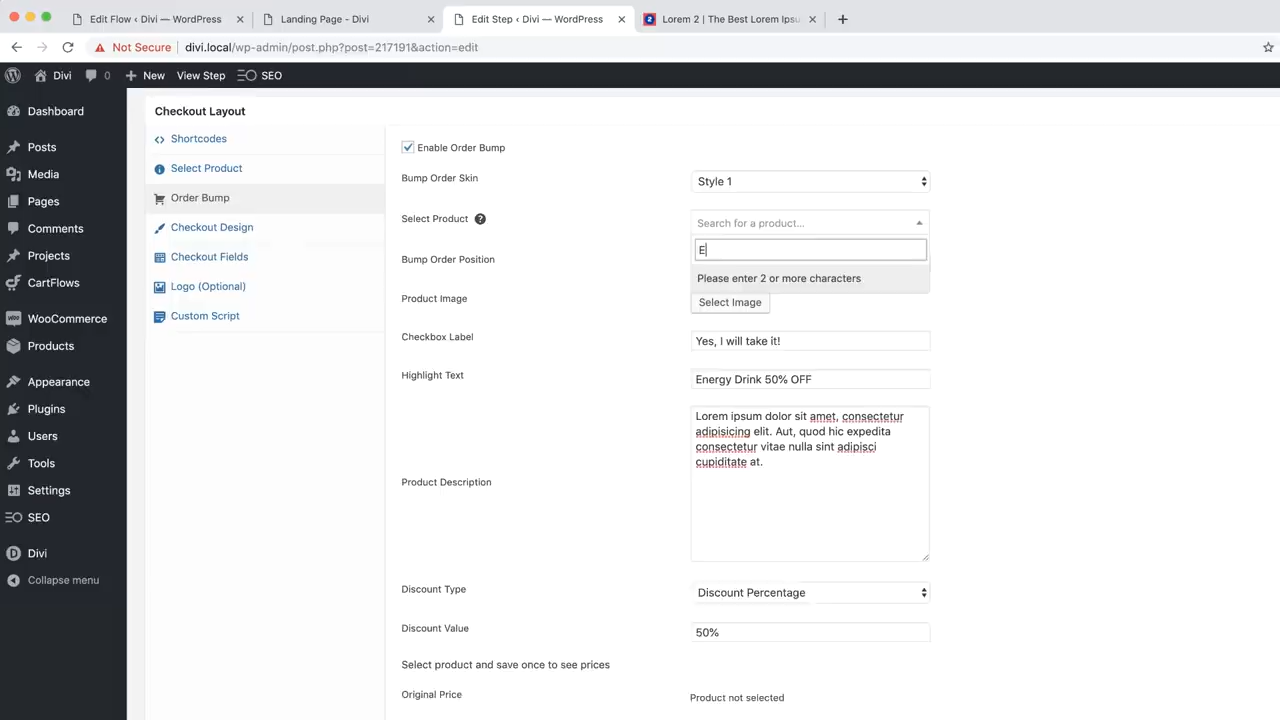 Edit Flow ‹ Divi — WordPress
Landing Page - Divi
Edit Step ‹ Divi — WordPress
Lorem 2 | The Best Lorem Ipsu
Not Secure
divi.local/wp-admin/post.php?post=217191&action=edit
Divi
0
New
View Step
SEO
Dashboard
Posts
Media
Pages
Comments
Projects
CartFlows
WooCommerce
Products
Appearance
Plugins
Users
Tools
Settings
SEO
Divi
Collapse menu
Checkout Layout
Shortcodes
Select Product
Order Bump
Checkout Design
Checkout Fields
Logo (Optional)
Custom Script
Enable Order Bump
Bump Order Skin
Style 1
Select Product
Search for a product...
E
Please enter 2 or more characters
Bump Order Position
Product Image
Select Image
Checkbox Label
Yes, I will take it!
Highlight Text
Energy Drink 50% OFF
Product Description
Lorem ipsum dolor sit amet, consectetur
adipisicing elit. Aut, quod hic expedita
consectetur vitae nulla sint adipisci
cupiditate at.
Discount Type
Discount Percentage
Discount Value
50%
Select product and save once to see prices
Original Price
Product not selected